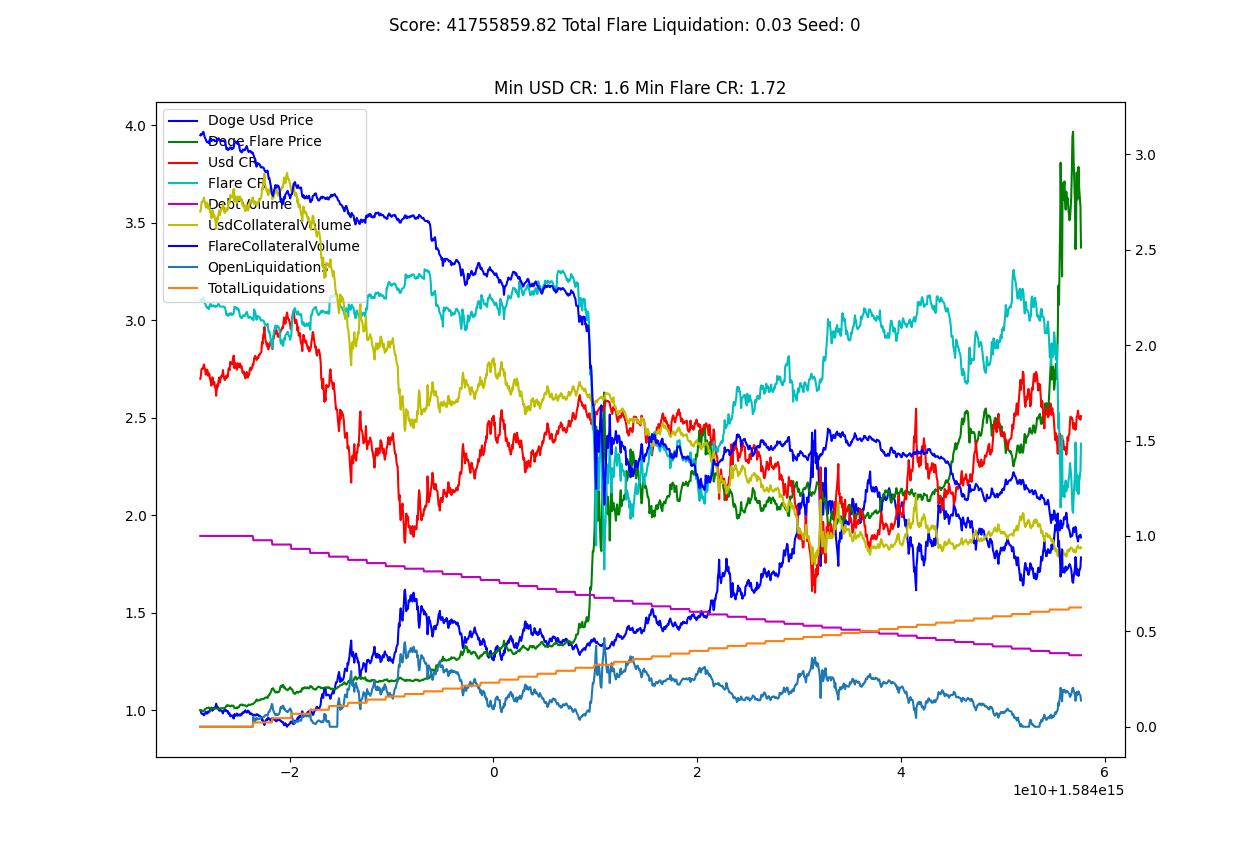 Score: 41755859.82 Total Flare Liquidation: 0.03 Seed: 0
Min USD CR: 1.6 Min Flare CR: 1.72
Doge Usd Price
Doge Flare Price
Usd CR
Flare CR
DebtVolume
UsdCollateralVolume
FlareCollateralVolume
OpenLiquidations
TotalLiquidations
4.0
3.5
3.0
2.5
2.0
1.5
1.0
3.0
2.5
2.0
1.5
1.0
0.5
0.0
−2
0
2
4
6
1e10+1.584e15